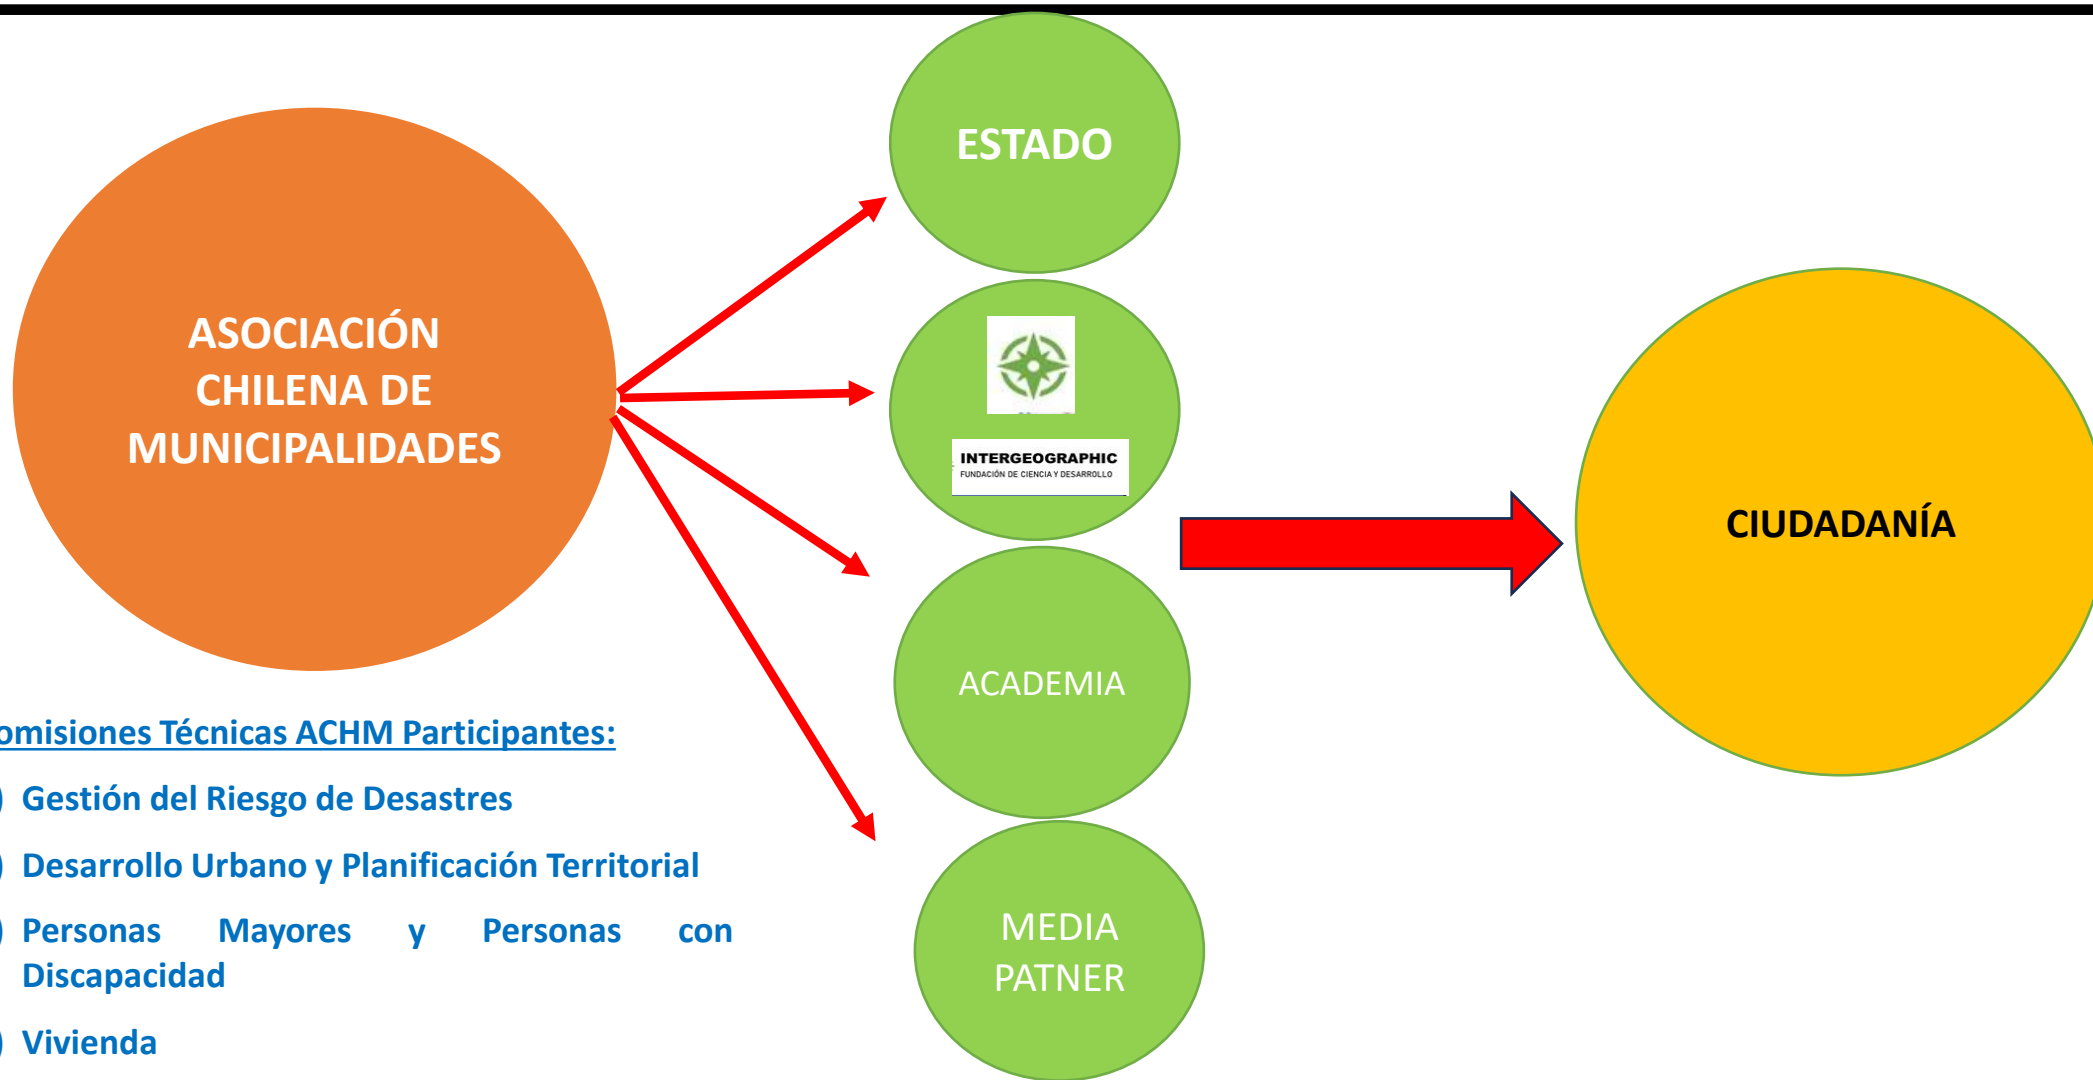 ESTADO
ASOCIACIÓN
CHILENA DE
MUNICIPALIDADES
INTERGEOGRAPHIC
FUNDACIÓN DE CIENCIA Y DESARROLLO
CIUDADANÍA
ACADEMIA
MEDIA
PATNER
omisiones Técnicas ACHM Participantes:
) Gestión del Riesgo de Desastres
) Desarrollo Urbano y Planificación Territorial
) Personas Mayores y Personas con
Discapacidad
) Vivienda